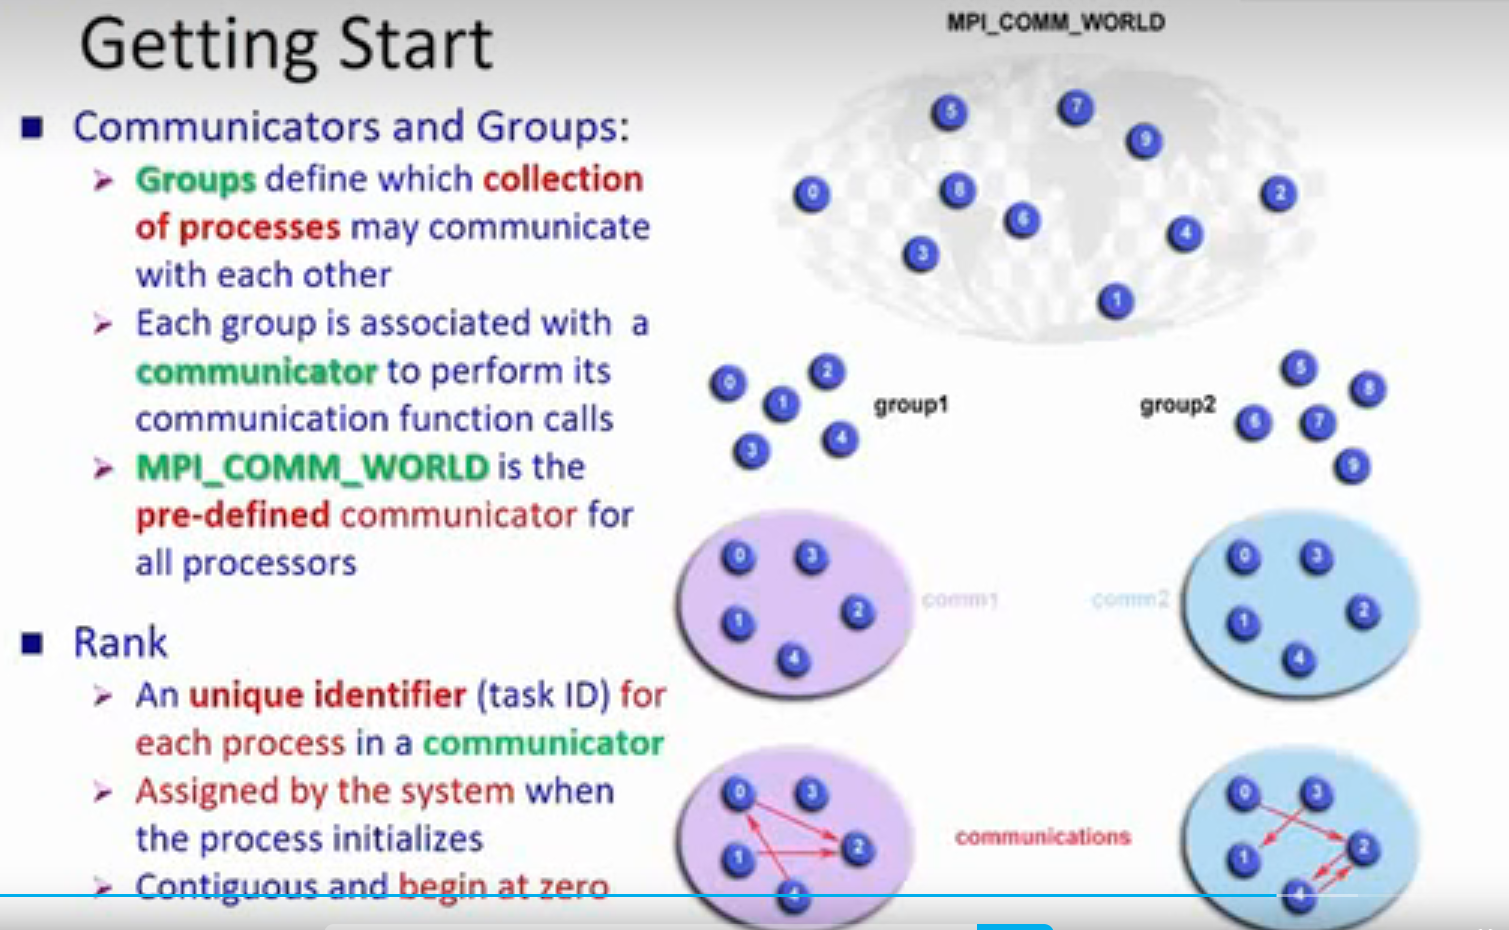 Getting Start
Communicators and Groups:
Groups define which collection
of processes may communicate
with each other
Each group is associated with a
communicator to perform its
communication function calls
MPI_COMM_WORLD is the
pre-defined communicator for
all processors
Rank
An unique identifier (task ID) for
each process in a communicator
Assigned by the system when
the process initializes
Contiguous and begin at zero
MPI_COMM_WORLD
5
7
9
0
8
6
2
3
4
1
0
2
1
3
4
group1
group2
5
8
6
7
9
0
3
1
2
4
comm1
comm2
0
3
1
2
4
0
3
1
2
4
communications
0
3
1
2
4